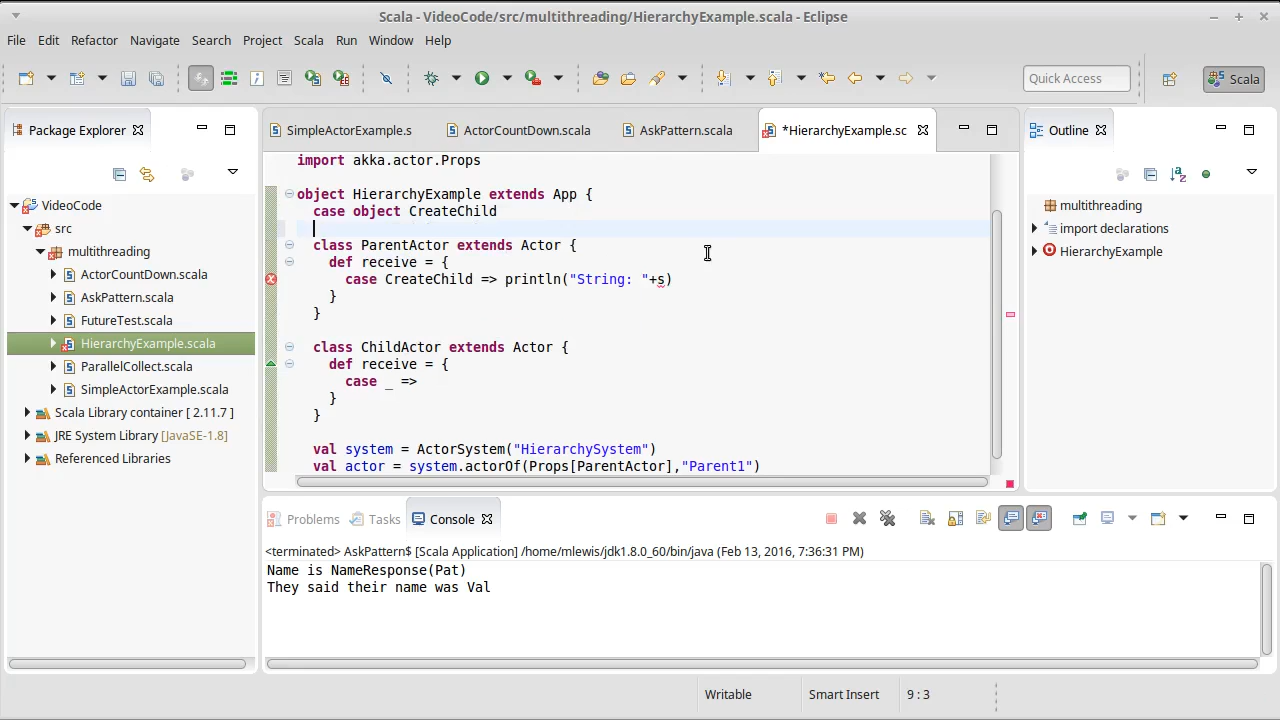 Scala - VideoCode/src/multithreading/HierarchyExample.scala - Eclipse
File Edit Refactor Navigate Search Project Scala Run Window Help
Quick Access
Scala
Package Explorer
SimpleActorExample.s
ActorCountDown.scala
AskPattern.scala
*HierarchyExample.sc
Outline
VideoCode
src
multithreading
ActorCountDown.scala
AskPattern.scala
FutureTest.scala
HierarchyExample.scala
ParallelCollect.scala
SimpleActorExample.scala
Scala Library container [ 2.11.7 ]
JRE System Library [JavaSE-1.8]
Referenced Libraries
import akka.actor.Props
object HierarchyExample extends App {
case object CreateChild
class ParentActor extends Actor {
def receive = {
case CreateChild => println("String: "+s)
}
}
class ChildActor extends Actor {
def receive = {
case _ =>
}
}
val system = ActorSystem("HierarchySystem")
val actor = system.actorOf(Props[ParentActor],"Parent1")
multithreading
import declarations
HierarchyExample
Problems
Tasks
Console
<terminated> AskPattern$ [Scala Application] /home/mlewis/jdk1.8.0_60/bin/java (Feb 13, 2016, 7:36:31 PM)
Name is NameResponse(Pat)
They said their name was Val
Writable
Smart Insert
9 : 3